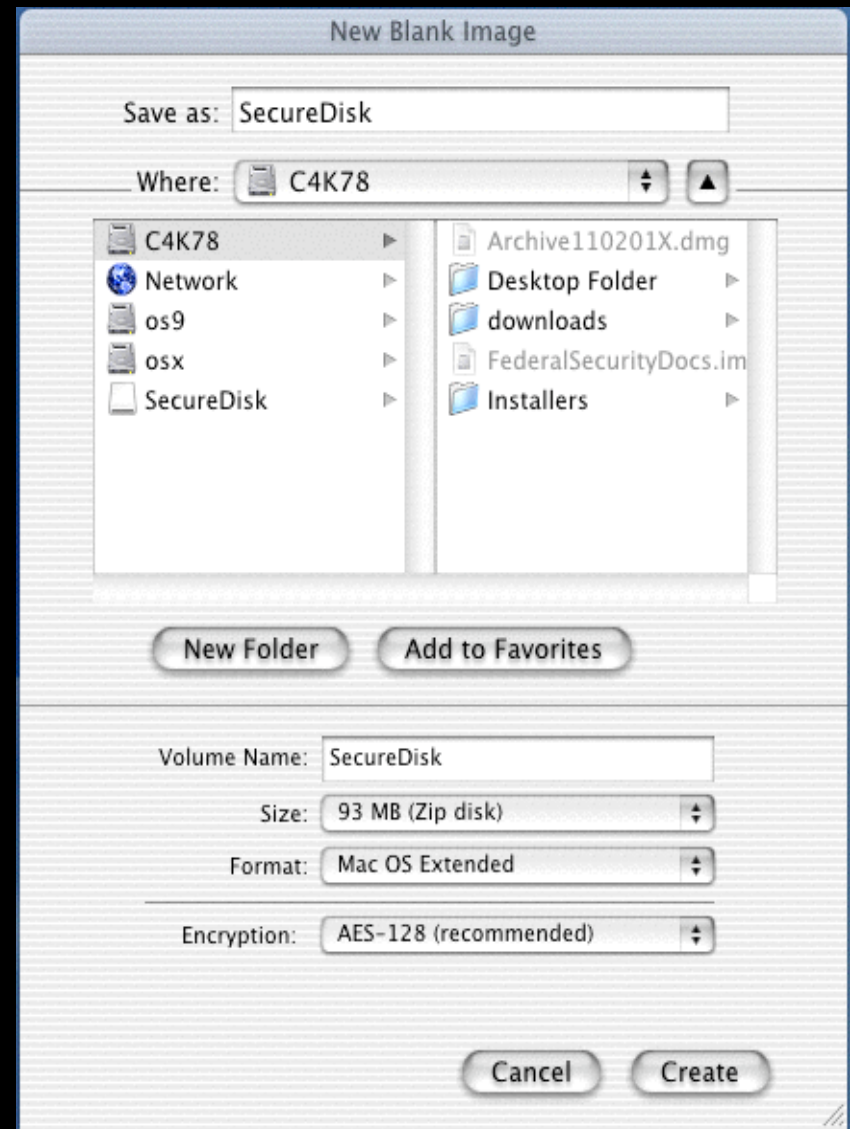 New Blank Image
Save as: SecureDisk
Where: C4K78
C4K78
Network
os9
osx
SecureDisk
Archive110201X.dmg
Desktop Folder
downloads
FederalSecurityDocs.im
Installers
New Folder
Add to Favorites
Volume Name: SecureDisk
Size: 93 MB (Zip disk)
Format: Mac OS Extended
Encryption: AES-128 (recommended)
Cancel
Create